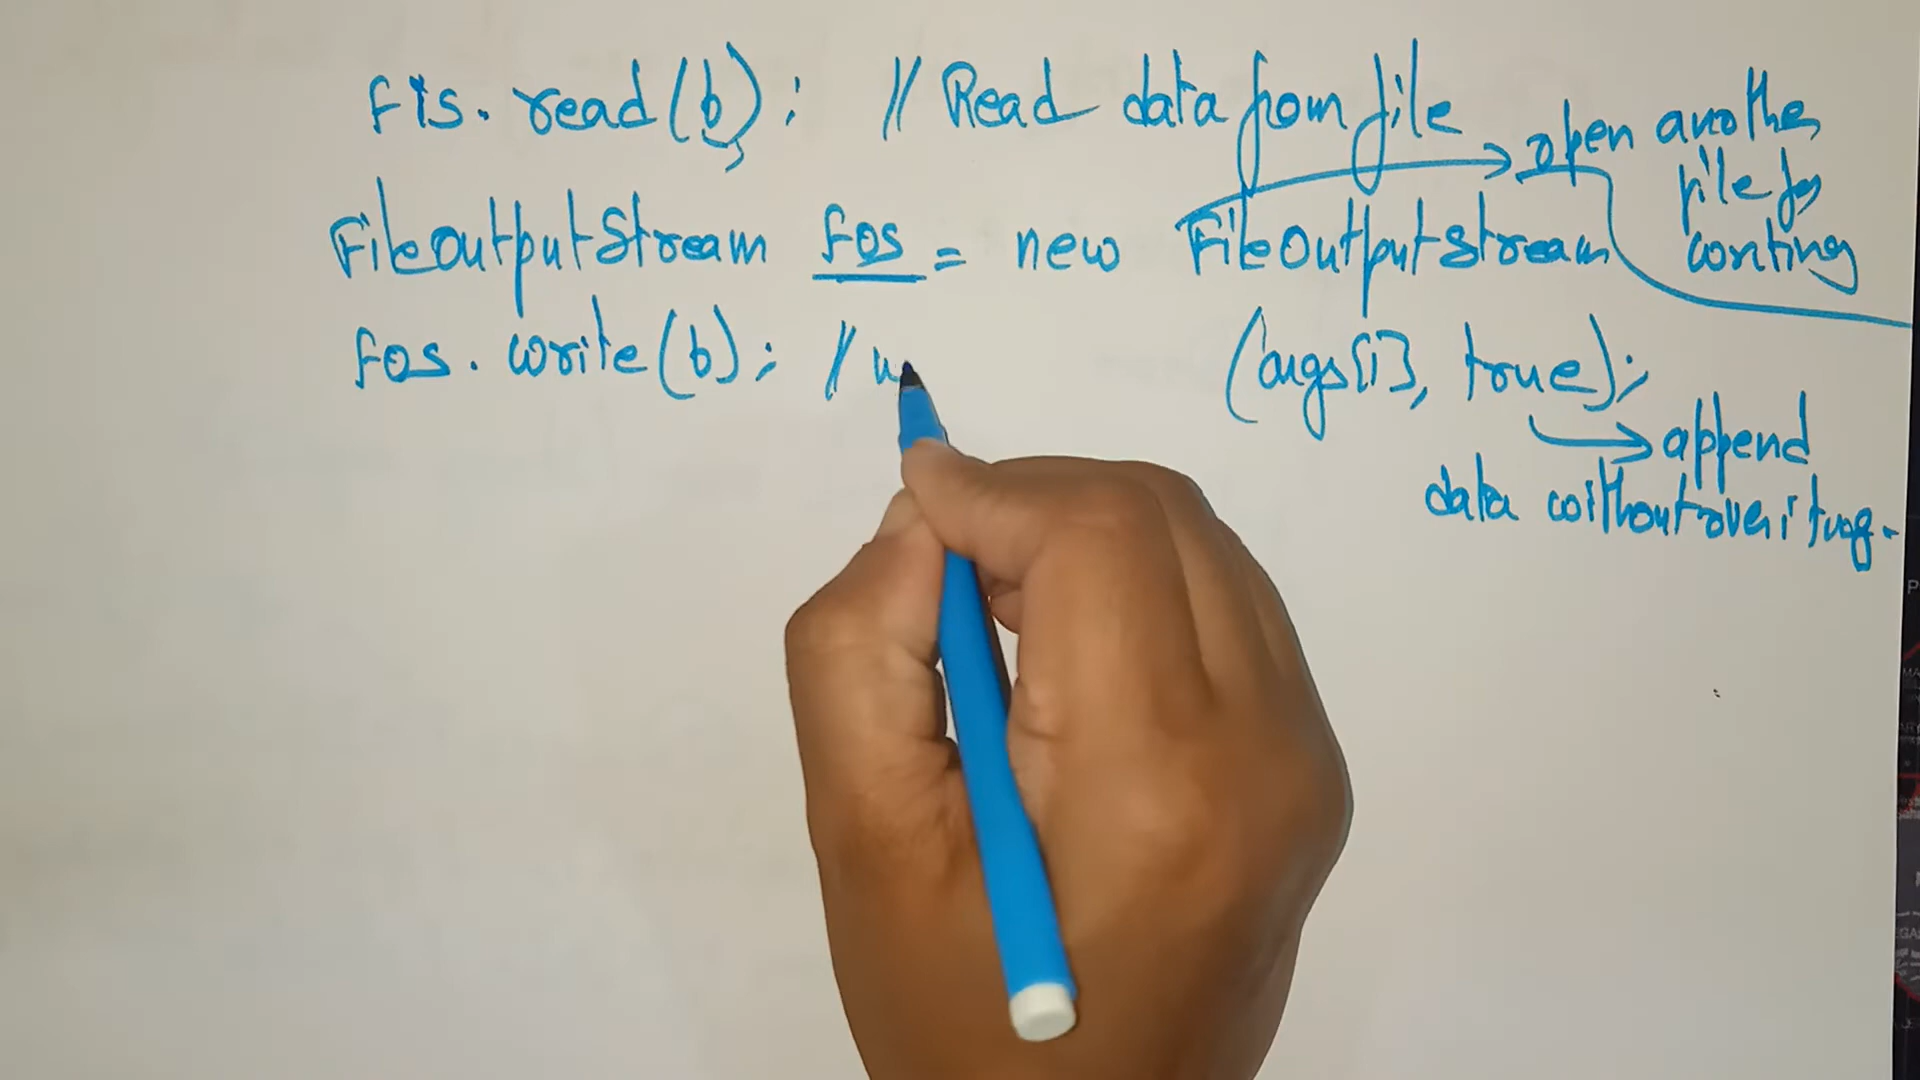 fis. read(b); // Read data from file
open another
file for
writing
FileOutputStream fos = new FileOutputStream
(args[1], true);
fos. write(b); // w
append
data without